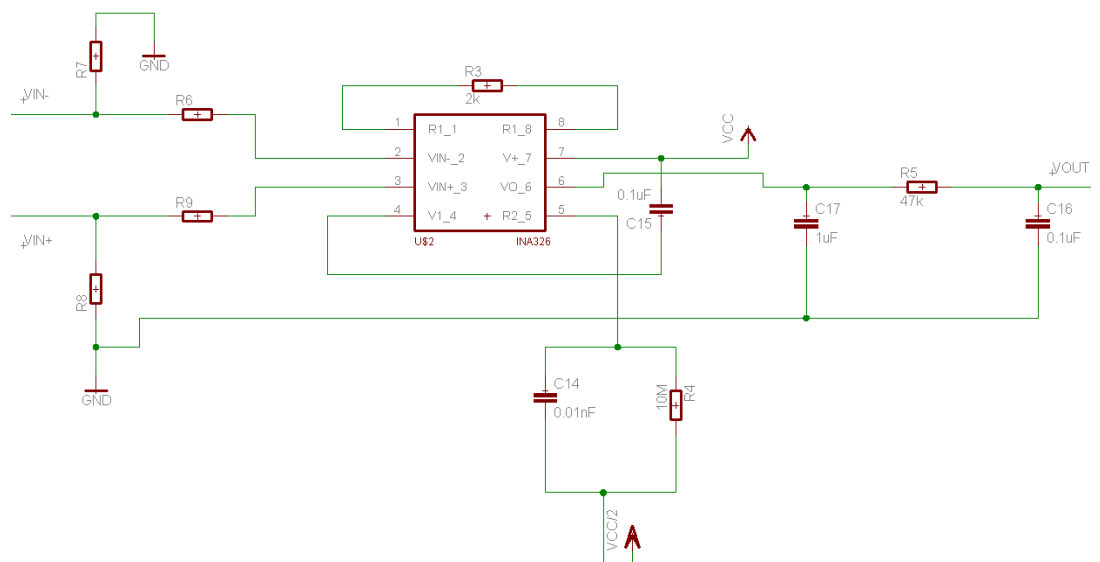 R7
GND
VIN-
R6
R3
2k
1 R1_1 R1_8 8
2 VIN-_2 V+_7 7
3 VIN+_3 VO_6 6
4 V1_4 R2_5 5
U$2 INA326
VCC
0.1uF
C15
R9
VIN+
R8
GND
C17
1uF
R5
47k
VOUT
C16
0.1uF
C14
0.01nF
10M
R4
VCC/2